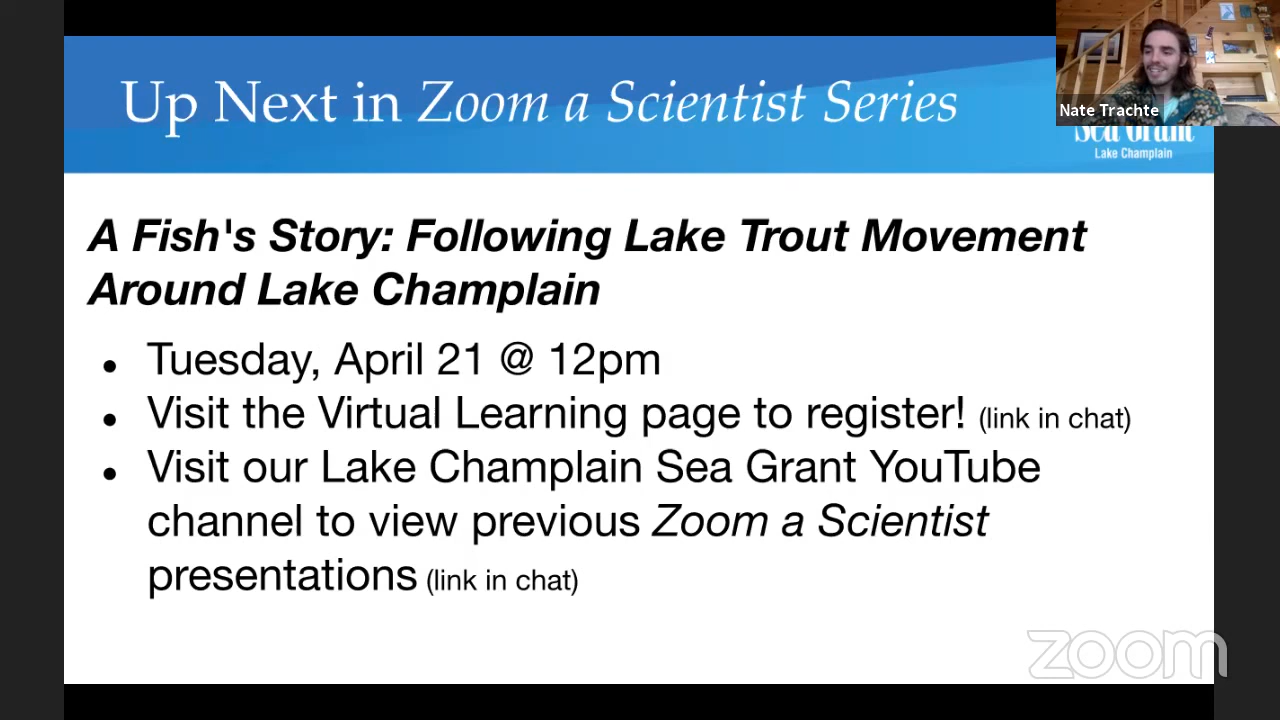 Up Next in Zoom a Scientist Series
Nate Trachte
Sea Grant
Lake Champlain
A Fish's Story: Following Lake Trout Movement
Around Lake Champlain
• Tuesday, April 21 @ 12pm
• Visit the Virtual Learning page to register! (link in chat)
• Visit our Lake Champlain Sea Grant YouTube
channel to view previous Zoom a Scientist
presentations (link in chat)
zoom